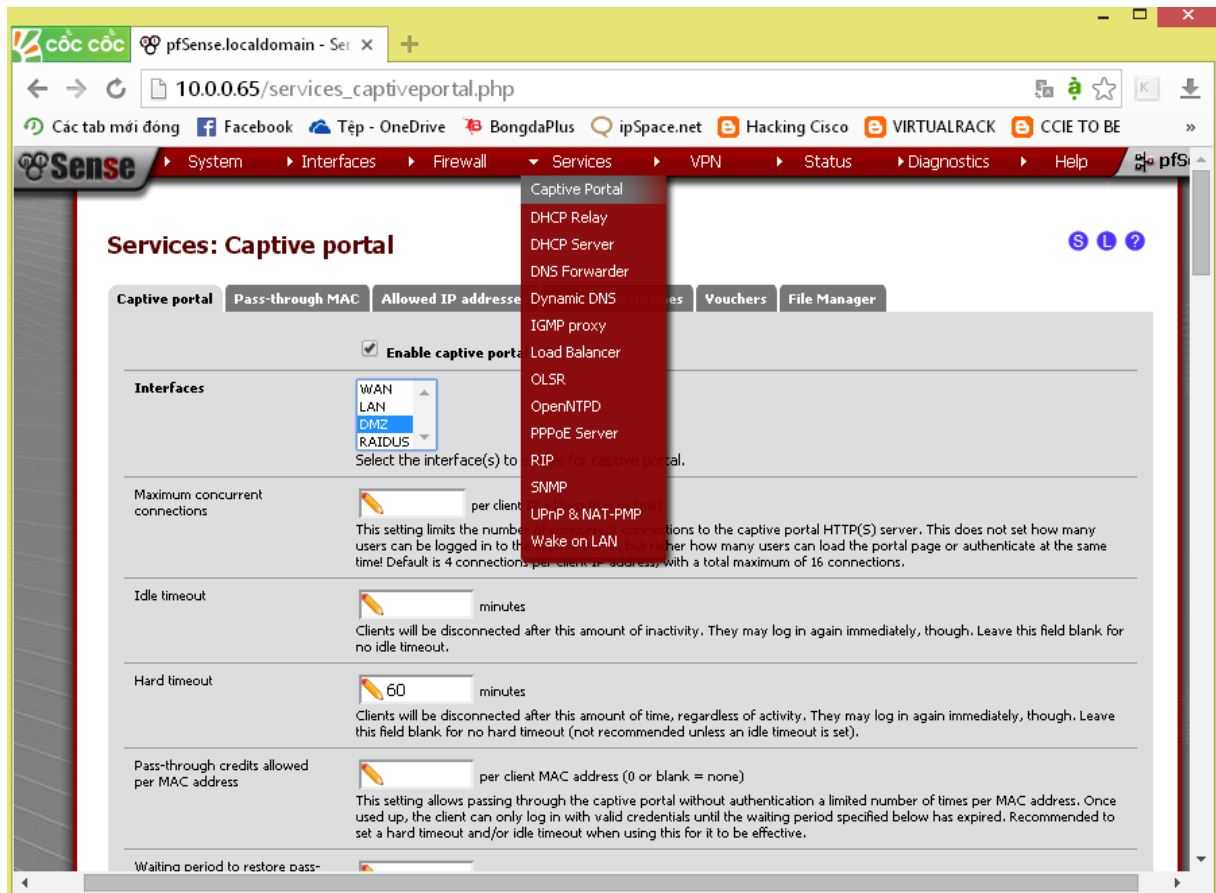 cốc cốc pfSense.localdomain - Ser
10.0.0.65/services_captiveportal.php
Các tab mới đóng Facebook Tệp - OneDrive BongdaPlus ipSpace.net Hacking Cisco VIRTUALRACK CCIE TO BE »
Sense System Interfaces Firewall Services VPN Status Diagnostics Help pfS
Captive Portal
DHCP Relay
DHCP Server
DNS Forwarder
Dynamic DNS
IGMP proxy
Load Balancer
OLSR
OpenNTPD
PPPoE Server
RIP
SNMP
UPnP & NAT-PMP
Wake on LAN
Services: Captive portal
S L ?
Captive portal Pass-through MAC Allowed IP addresses Vouchers File Manager
Enable captive porta
Interfaces
WAN
LAN
DMZ
RAIDUS
Select the interface(s) to enable for captive portal.
Maximum concurrent
connections
per client
This setting limits the number of concurrent connections to the captive portal HTTP(S) server. This does not set how many
users can be logged in to the but rather how many users can load the portal page or authenticate at the same
time! Default is 4 connections per client IP address, with a total maximum of 16 connections.
Idle timeout
minutes
Clients will be disconnected after this amount of inactivity. They may log in again immediately, though. Leave this field blank for
no idle timeout.
Hard timeout
60 minutes
Clients will be disconnected after this amount of time, regardless of activity. They may log in again immediately, though. Leave
this field blank for no hard timeout (not recommended unless an idle timeout is set).
Pass-through credits allowed
per MAC address
per client MAC address (0 or blank = none)
This setting allows passing through the captive portal without authentication a limited number of times per MAC address. Once
used up, the client can only log in with valid credentials until the waiting period specified below has expired. Recommended to
set a hard timeout and/or idle timeout when using this for it to be effective.
Waiting period to restore pass-